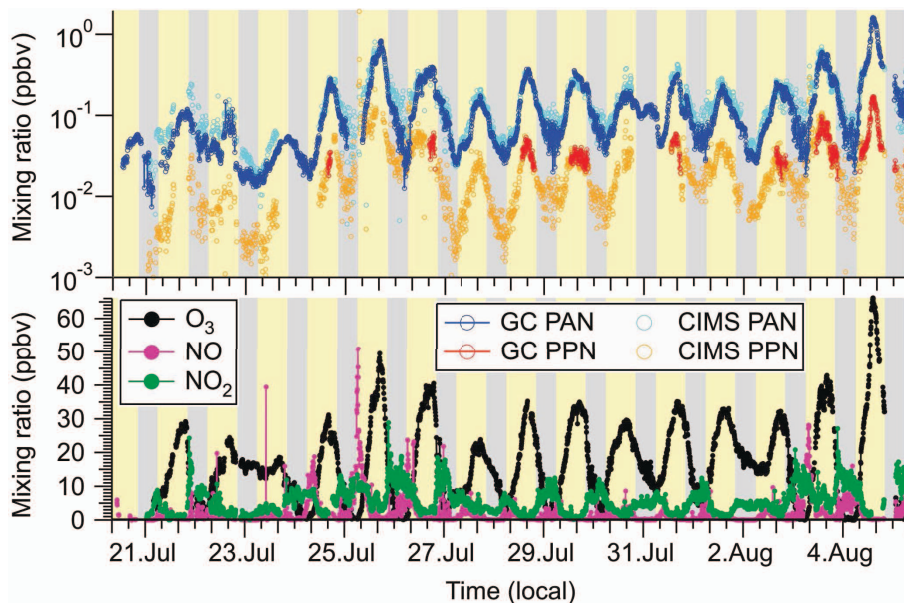 Mixing ratio (ppbv)
10⁰
10⁻¹
10⁻²
10⁻³
Mixing ratio (ppbv)
60
50
40
30
20
10
0
O₃
NO
NO₂
GC PAN
CIMS PAN
GC PPN
CIMS PPN
21.Jul
23.Jul
25.Jul
27.Jul
29.Jul
31.Jul
2.Aug
4.Aug
Time (local)